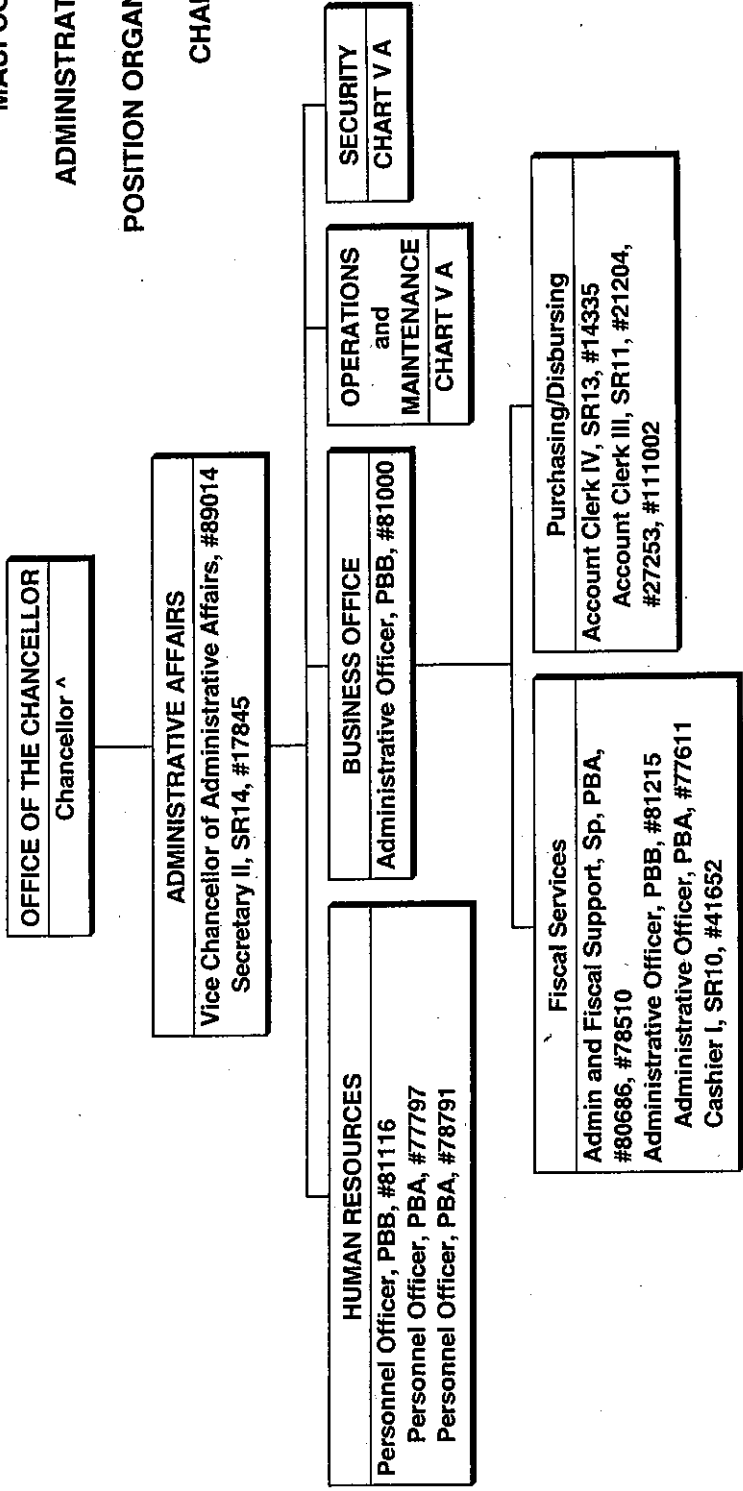 ADMINISTRAT
POSITION ORGAN
CHA
OFFICE OF THE CHANCELLOR
Chancellor ^
ADMINISTRATIVE AFFAIRS
Vice Chancellor of Administrative Affairs, #89014
Secretary II, SR14, #17845
HUMAN RESOURCES
Personnel Officer, PBB, #81116
Personnel Officer, PBA, #77797
Personnel Officer, PBA, #78791
BUSINESS OFFICE
Administrative Officer, PBB, #81000
OPERATIONS
and
MAINTENANCE
CHART V A
SECURITY
CHART V A
Fiscal Services
Admin and Fiscal Support, Sp, PBA,
#80686, #78510
Administrative Officer, PBB, #81215
Administrative Officer, PBA, #77611
Cashier I, SR10, #41652
Purchasing/Disbursing
Account Clerk IV, SR13, #14335
Account Clerk III, SR11, #21204,
#27253, #111002